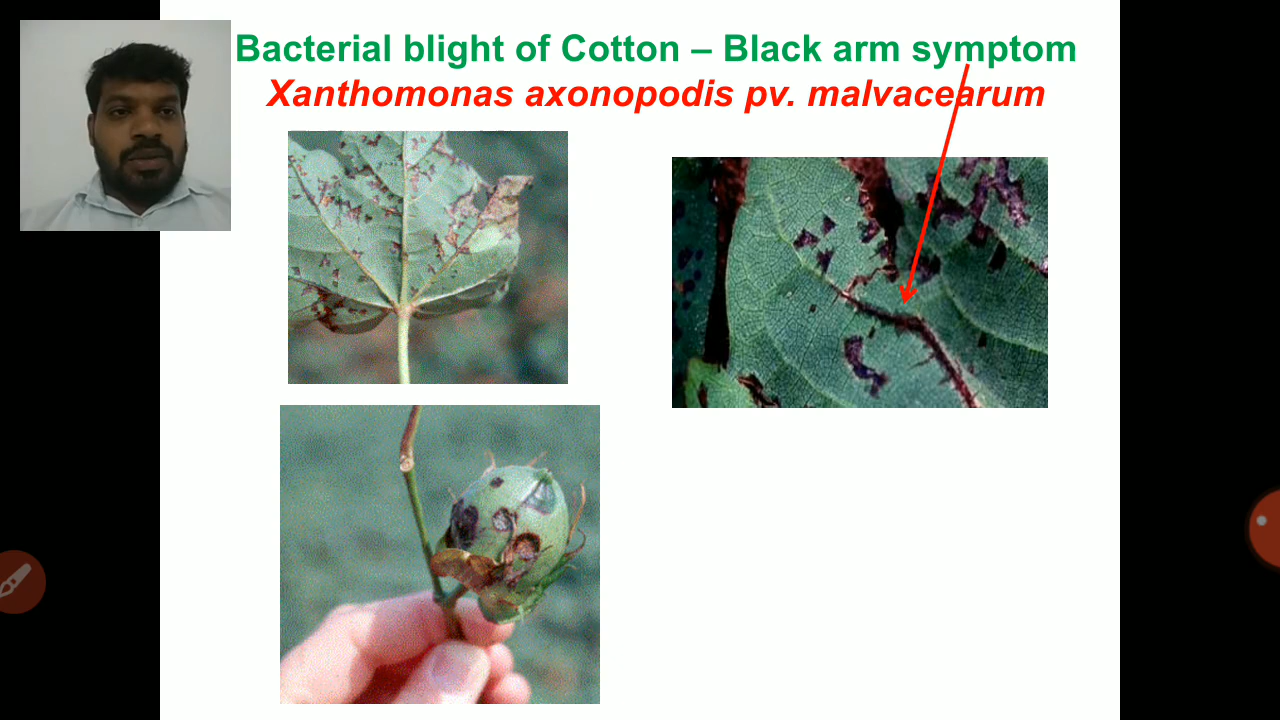 Bacterial blight of Cotton – Black arm symptom
Xanthomonas axonopodis pv. malvacearum